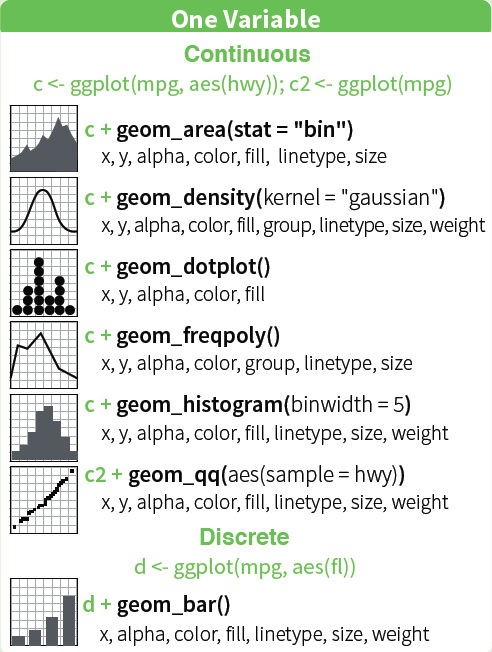 One Variable
Continuous
c <- ggplot(mpg, aes(hwy)); c2 <- ggplot(mpg)
c + geom_area(stat = "bin")
x, y, alpha, color, fill, linetype, size
c + geom_density(kernel = "gaussian")
x, y, alpha, color, fill, group, linetype, size, weight
c + geom_dotplot()
x, y, alpha, color, fill
c + geom_freqpoly()
x, y, alpha, color, group, linetype, size
c + geom_histogram(binwidth = 5)
x, y, alpha, color, fill, linetype, size, weight
c2 + geom_qq(aes(sample = hwy))
x, y, alpha, color, fill, linetype, size, weight
Discrete
d <- ggplot(mpg, aes(fl))
d + geom_bar()
x, alpha, color, fill, linetype, size, weight